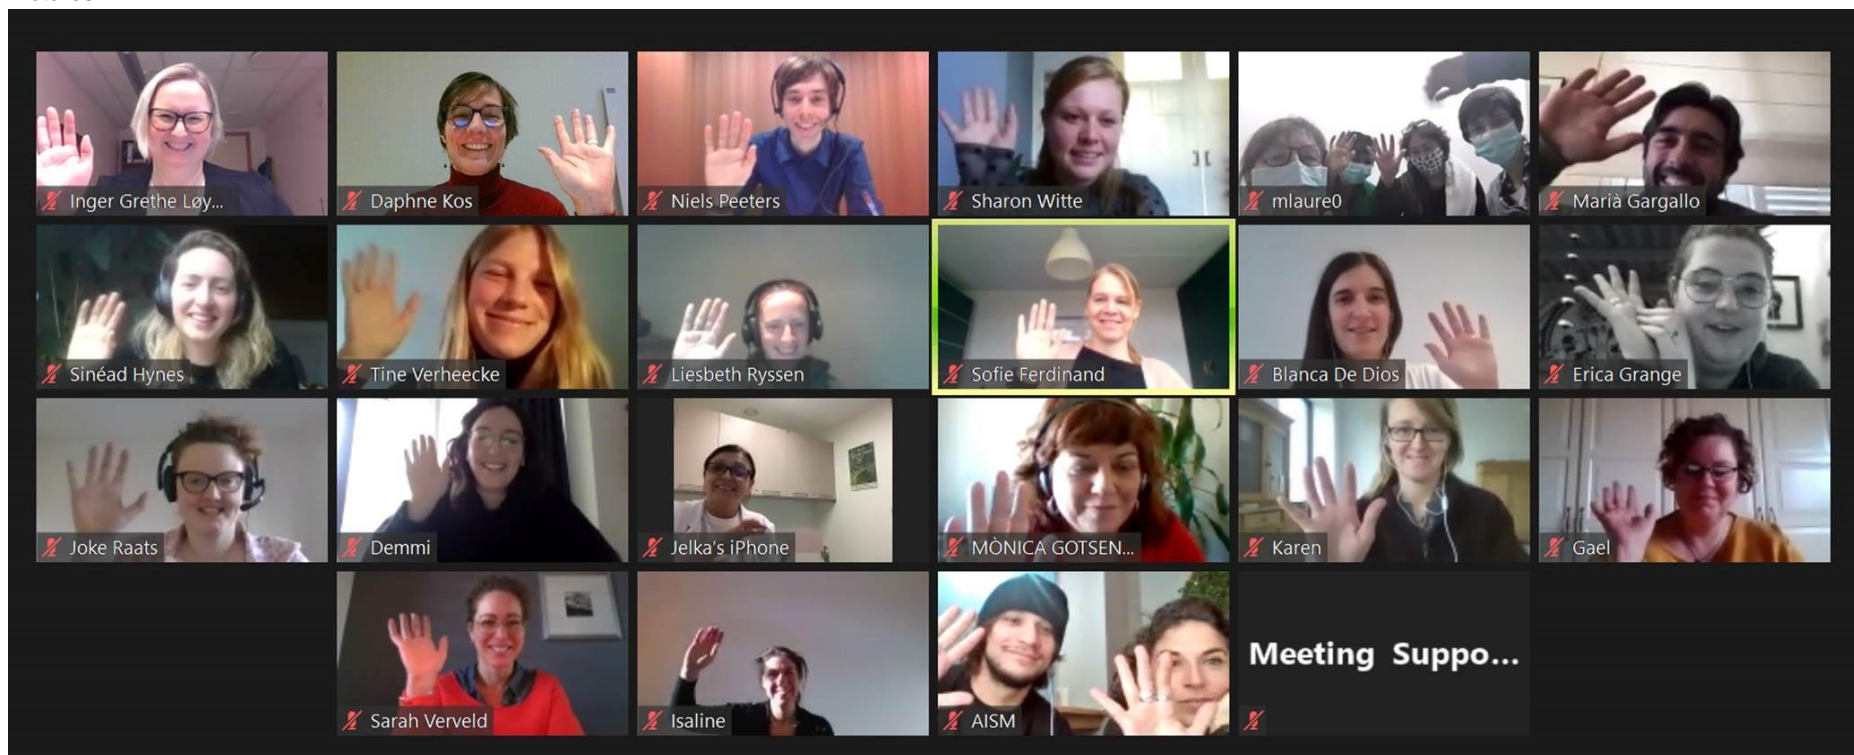 Inger Grethe Løy...
Daphne Kos
Niels Peeters
Sharon Witte
mlaure0
Marià Gargallo
Sinéad Hynes
Tine Verheecke
Liesbeth Ryssen
Sofie Ferdinand
Blanca De Dios
Erica Grange
Joke Raats
Demmi
Jelka's iPhone
MÒNICA GOTSEN...
Karen
Gael
Sarah Verveld
Isaline
AISM
Meeting Suppo...